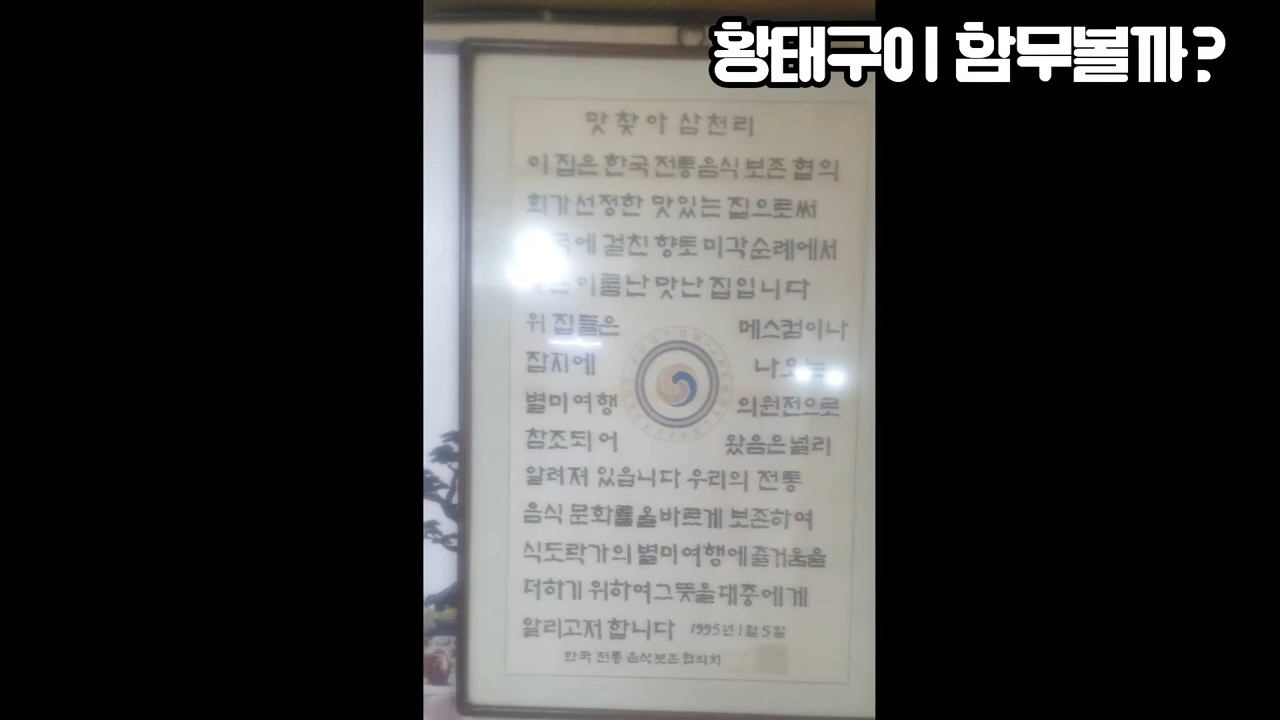 황태구이 함무볼까?
맛 찾아 삼천리
이 집은 한국전통음식 보존 협의
회가 선정한 맛있는 집으로써
에 걸친 향토 미각 순례에서
이름난 맛난 집입니다
위 집들은 메스컴이나
잡지에
별미여행 의원전으로
참조되어 왔음은 널리
알려져 있읍니다 우리의 전통
음식 문화를 올바르게 보존하여
식도락가의 별미여행에 즐거움을
더하기 위하여 그 뜻을 대중에게
알리고저 합니다 1995년 1월 5일
한국 전통 음식 보존 협의회